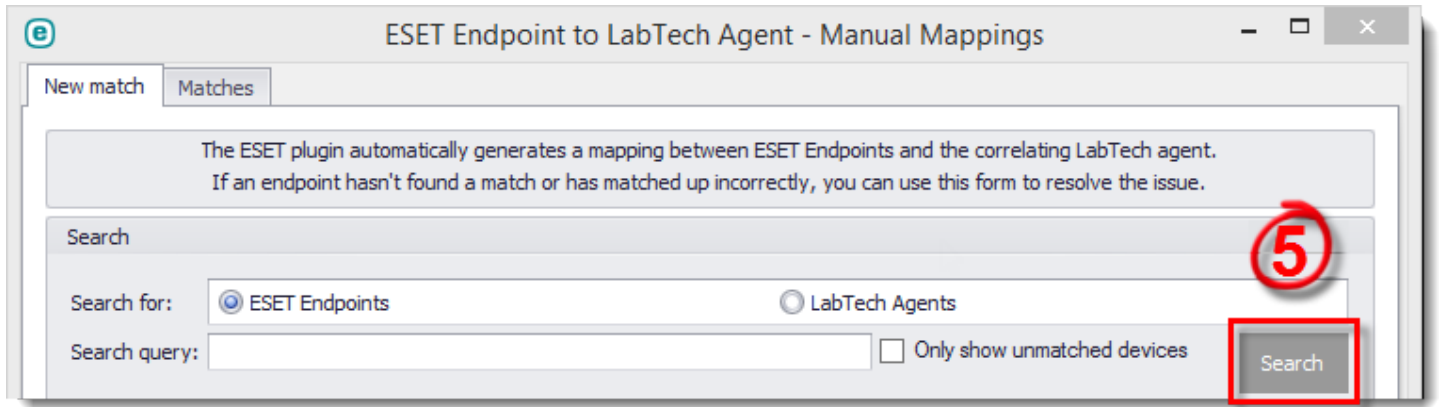 e
ESET Endpoint to LabTech Agent - Manual Mappings
New match Matches
The ESET plugin automatically generates a mapping between ESET Endpoints and the correlating LabTech agent.
If an endpoint hasn't found a match or has matched up incorrectly, you can use this form to resolve the issue.
Search
5
Search for: ESET Endpoints LabTech Agents
Search query: Only show unmatched devices Search